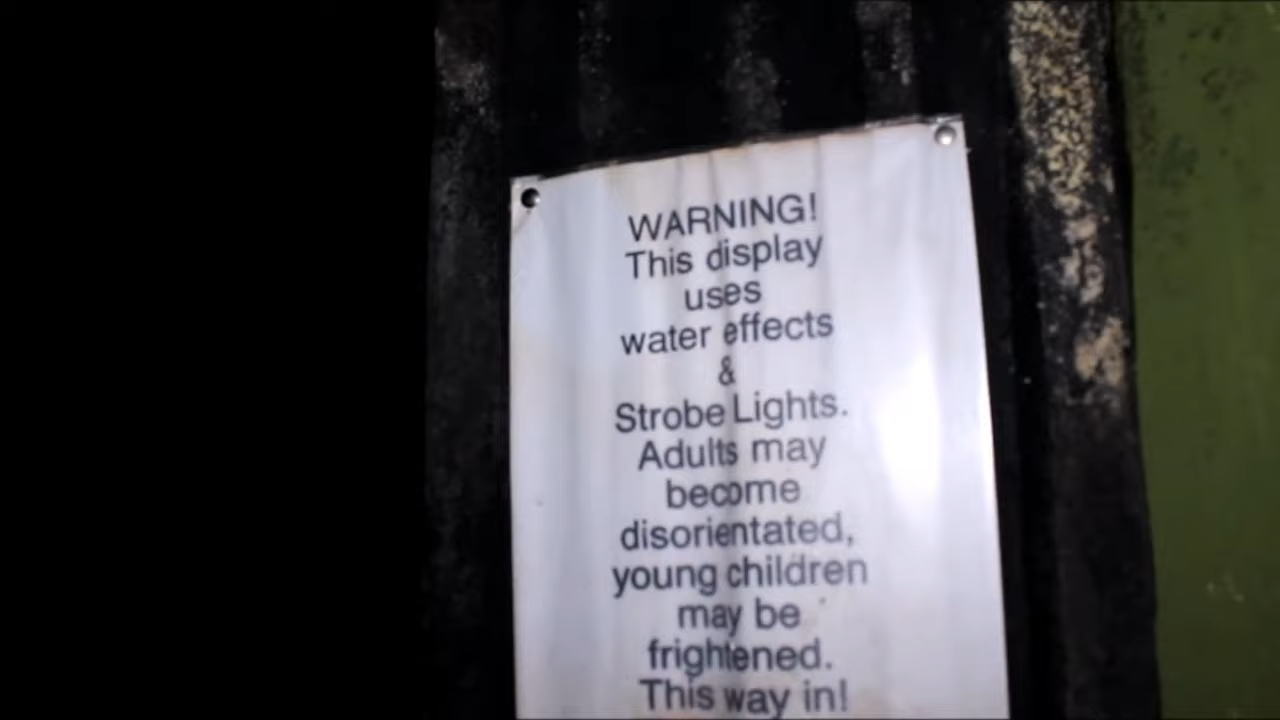 WARNING!
This display
uses
water effects
&
Strobe Lights.
Adults may
become
disorientated,
young children
may be
frightened.
This way in!